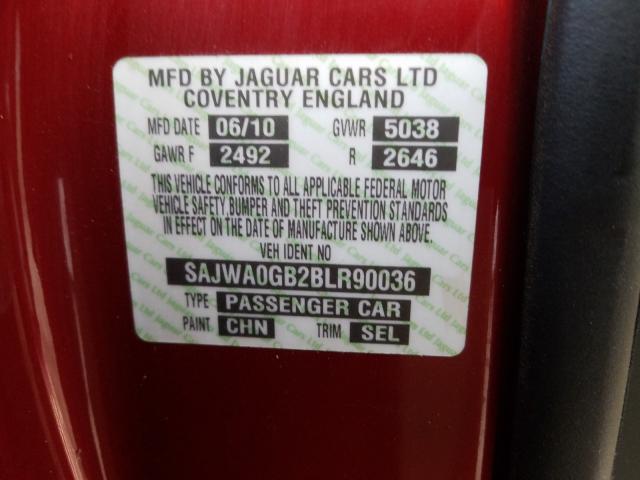 MFD BY JAGUAR CARS LTD
COVENTRY ENGLAND
MFD DATE 06/10 GVWR 5038
GAWR F 2492 R 2646
THIS VEHICLE CONFORMS TO ALL APPLICABLE FEDERAL MOTOR
VEHICLE SAFETY,BUMPER AND THEFT PREVENTION STANDARDS
IN EFFECT ON THE DATE OF MANUFACTURE SHOWN ABOVE.
VEH IDENT NO
SAJWA0GB2BLR90036
TYPE PASSENGER CAR
PAINT CHN TRIM SEL